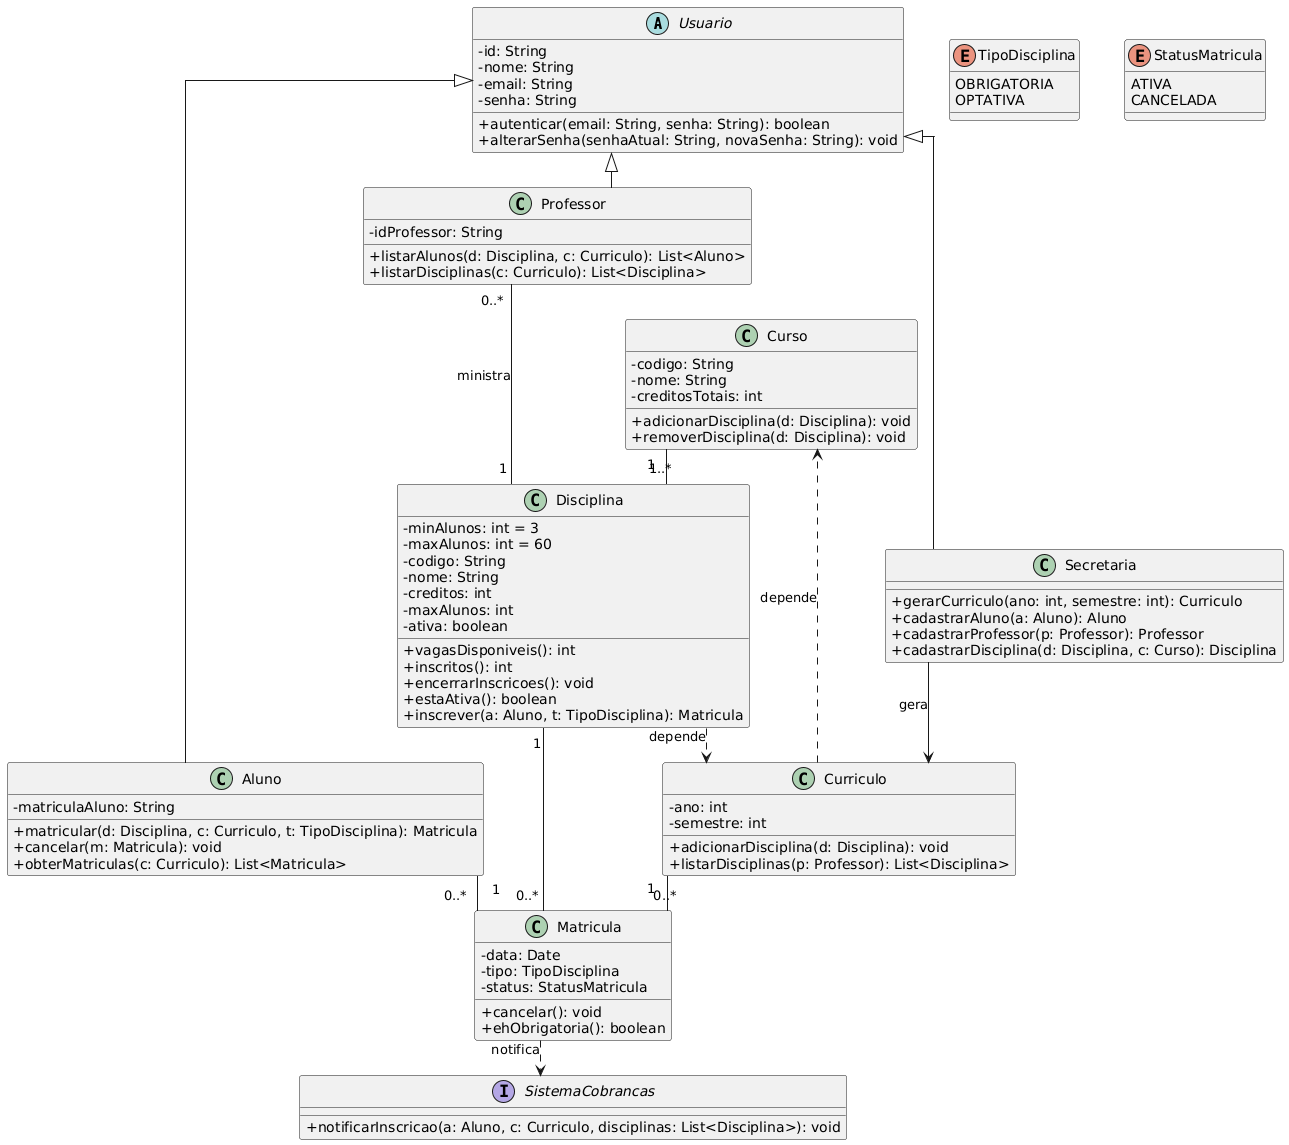 A Usuario
-id: String
-nome: String
-email: String
-senha: String
+autenticar(email: String, senha: String): boolean
+alterarSenha(senhaAtual: String, novaSenha: String): void
E TipoDisciplina
OBRIGATORIA
OPTATIVA
E StatusMatricula
ATIVA
CANCELADA
C Professor
-idProfessor: String
+listarAlunos(d: Disciplina, c: Curriculo): List<Aluno>
+listarDisciplinas(c: Curriculo): List<Disciplina>
0..*
ministra
1
C Curso
-codigo: String
-nome: String
-creditosTotais: int
+adicionarDisciplina(d: Disciplina): void
+removerDisciplina(d: Disciplina): void
1
1..*
C Disciplina
-minAlunos: int = 3
-maxAlunos: int = 60
-codigo: String
-nome: String
-creditos: int
-maxAlunos: int
-ativa: boolean
+vagasDisponiveis(): int
+inscritos(): int
+encerrarInscricoes(): void
+estaAtiva(): boolean
+inscrever(a: Aluno, t: TipoDisciplina): Matricula
depende
C Secretaria
+gerarCurriculo(ano: int, semestre: int): Curriculo
+cadastrarAluno(a: Aluno): Aluno
+cadastrarProfessor(p: Professor): Professor
+cadastrarDisciplina(d: Disciplina, c: Curso): Disciplina
gera
1
depende
C Aluno
-matriculaAluno: String
+matricular(d: Disciplina, c: Curriculo, t: TipoDisciplina): Matricula
+cancelar(m: Matricula): void
+obterMatriculas(c: Curriculo): List<Matricula>
C Curriculo
-ano: int
-semestre: int
+adicionarDisciplina(d: Disciplina): void
+listarDisciplinas(p: Professor): List<Disciplina>
0..*
1
0..*
1
0..*
C Matricula
-data: Date
-tipo: TipoDisciplina
-status: StatusMatricula
+cancelar(): void
+ehObrigatoria(): boolean
notifica
I SistemaCobrancas
+notificarInscricao(a: Aluno, c: Curriculo, disciplinas: List<Disciplina>): void